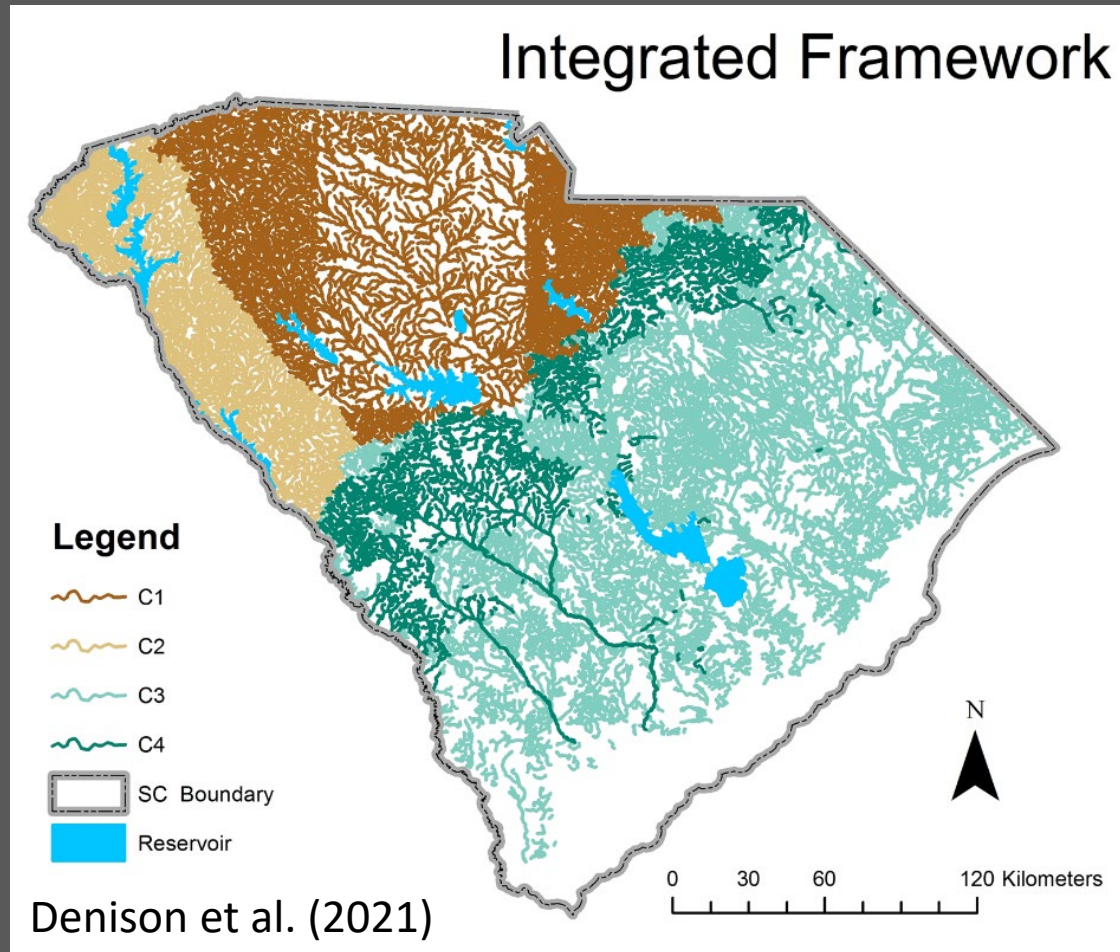 Integrated Framework
Legend
C1
C2
C3
C4
SC Boundary
Reservoir
N
0 30 60 120 Kilometers
Denison et al. (2021)